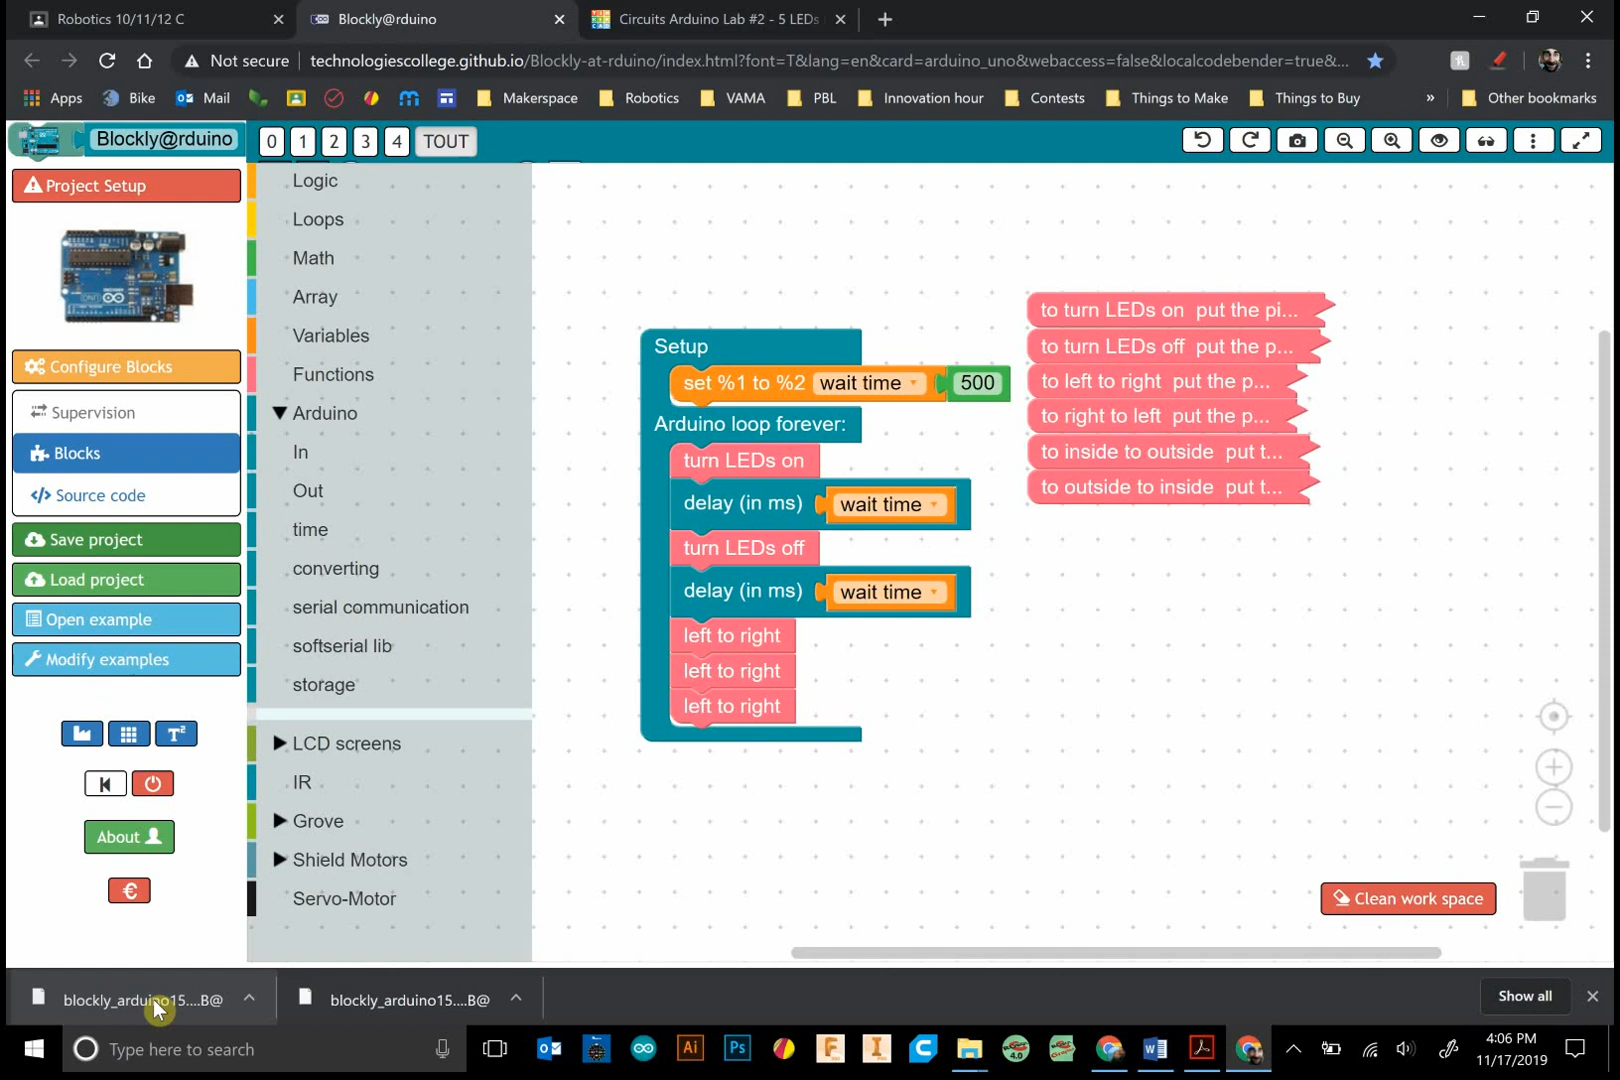 Robotics 10/11/12 C
Blockly@rduino
Circuits Arduino Lab #2 - 5 LEDs
Not secure
technologiescollege.github.io/Blockly-at-rduino/index.html?font=T&lang=en&card=arduino_uno&webaccess=false&localcodebender=true&...
Apps
Bike
Mail
Makerspace
Robotics
VAMA
PBL
Innovation hour
Contests
Things to Make
Things to Buy
»
Other bookmarks
Blockly@rduino
0
1
2
3
4
TOUT
Project Setup
Configure Blocks
Supervision
Blocks
Source code
Save project
Load project
Open example
Modify examples
T²
About
€
Logic
Loops
Math
Array
Variables
Functions
Arduino
In
Out
time
converting
serial communication
softserial lib
storage
LCD screens
IR
Grove
Shield Motors
Servo-Motor
Setup
set %1 to %2 wait time 500
Arduino loop forever:
turn LEDs on
delay (in ms) wait time
turn LEDs off
delay (in ms) wait time
left to right
left to right
left to right
to turn LEDs on put the pi...
to turn LEDs off put the p...
to left to right put the p...
to right to left put the p...
to inside to outside put t...
to outside to inside put t...
Clean work space
blockly_arduino15....B@
blockly_arduino15....B@
Show all
Type here to search
Ai
Ps
4:06 PM
11/17/2019